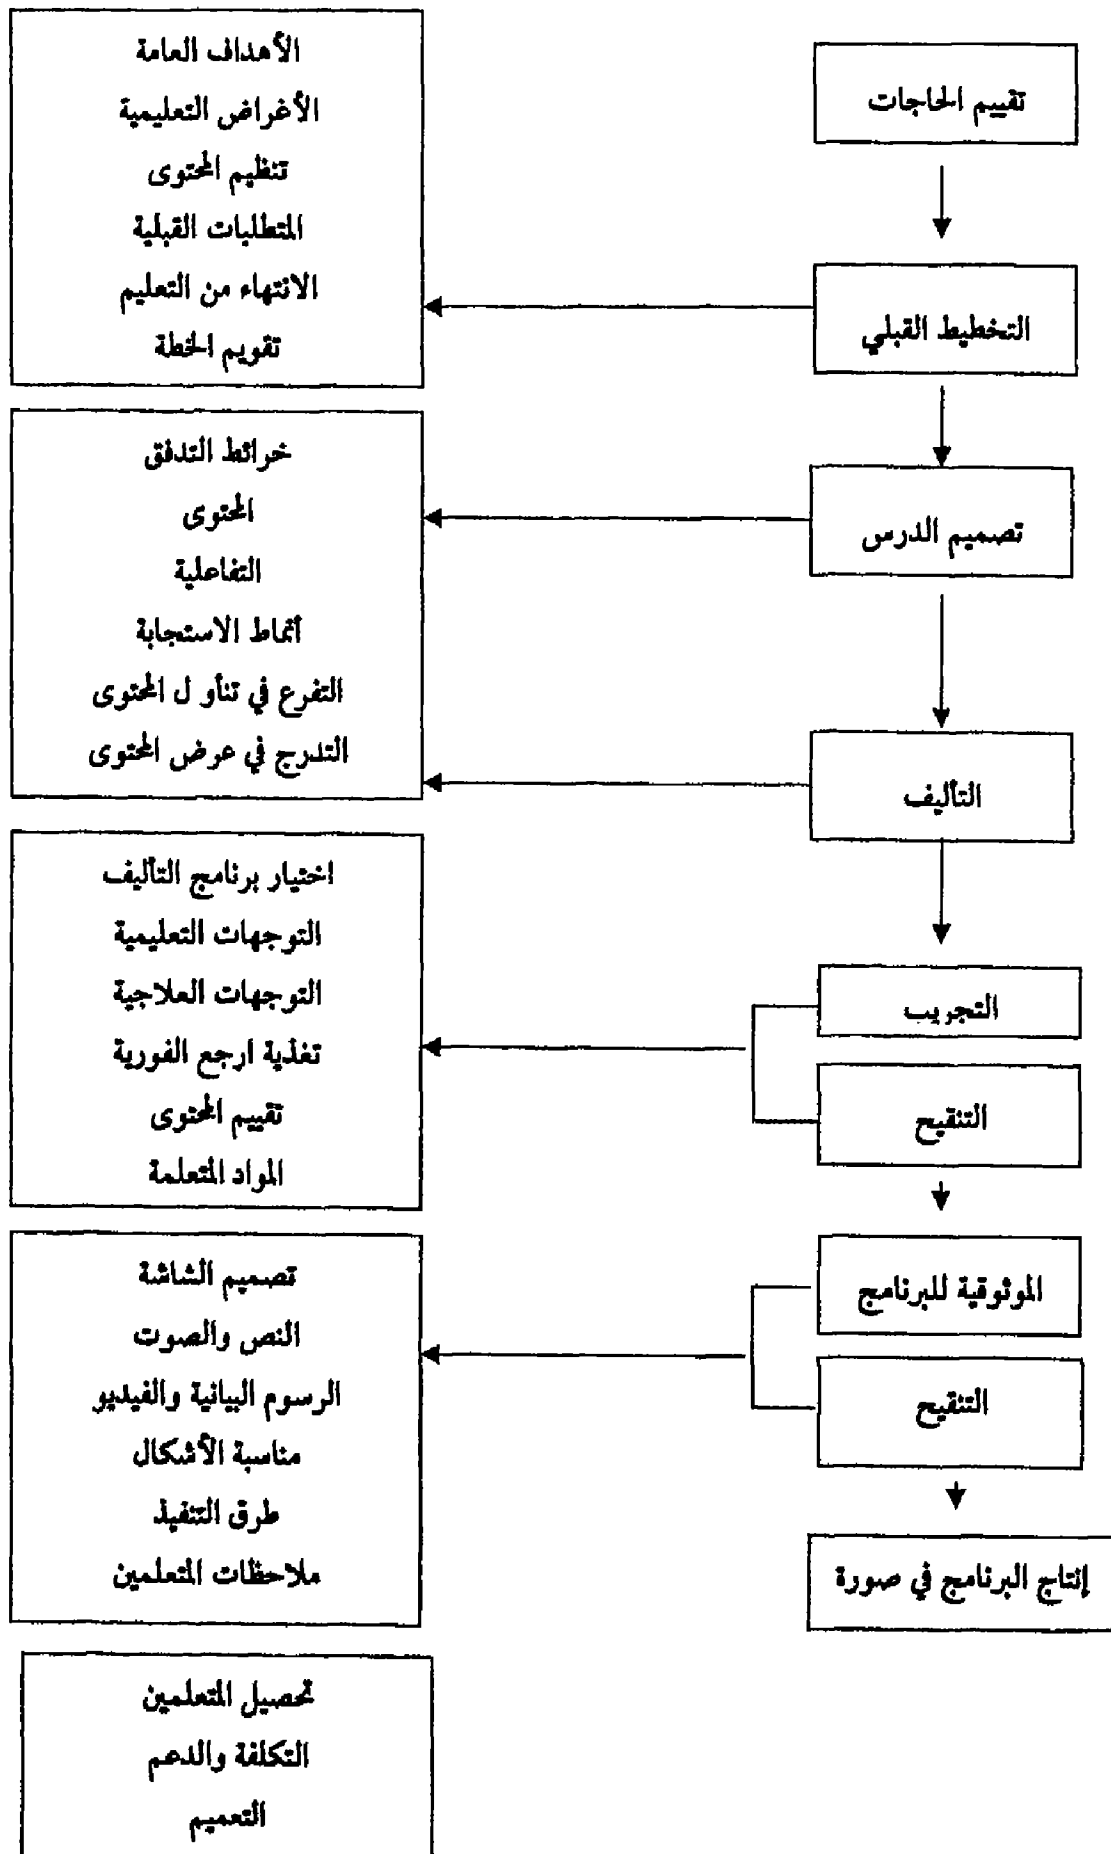 تقييم الحاجات
التخطيط القبلي
تصميم الدرس
التأليف
التجريب
التنقيح
الموثوقية للبرنامج
التنقيح
إنتاج البرنامج في صورة
الأهداف العامة
الأغراض التعليمية
تنظيم المحتوى
المتطلبات القبلية
الانتهاء من التعليم
تقويم الخطة
خرائط التدفق
المحتوى
التفاعلية
أنماط الاستجابة
التفرع في تنأو ل المحتوى
التدرج في عرض المحتوى
اختيار برنامج التأليف
التوجهات التعليمية
التوجهات العلاجية
تغذية ارجع الفورية
تقييم المحتوى
المواد المتعلمة
تصميم الشاشة
النص والصوت
الرسوم البيانية والفيديو
مناسبة الأشكال
طرق التنفيذ
ملاحظات المتعلمين
تحصيل المتعلمين
التكلفة والدعم
التعميم